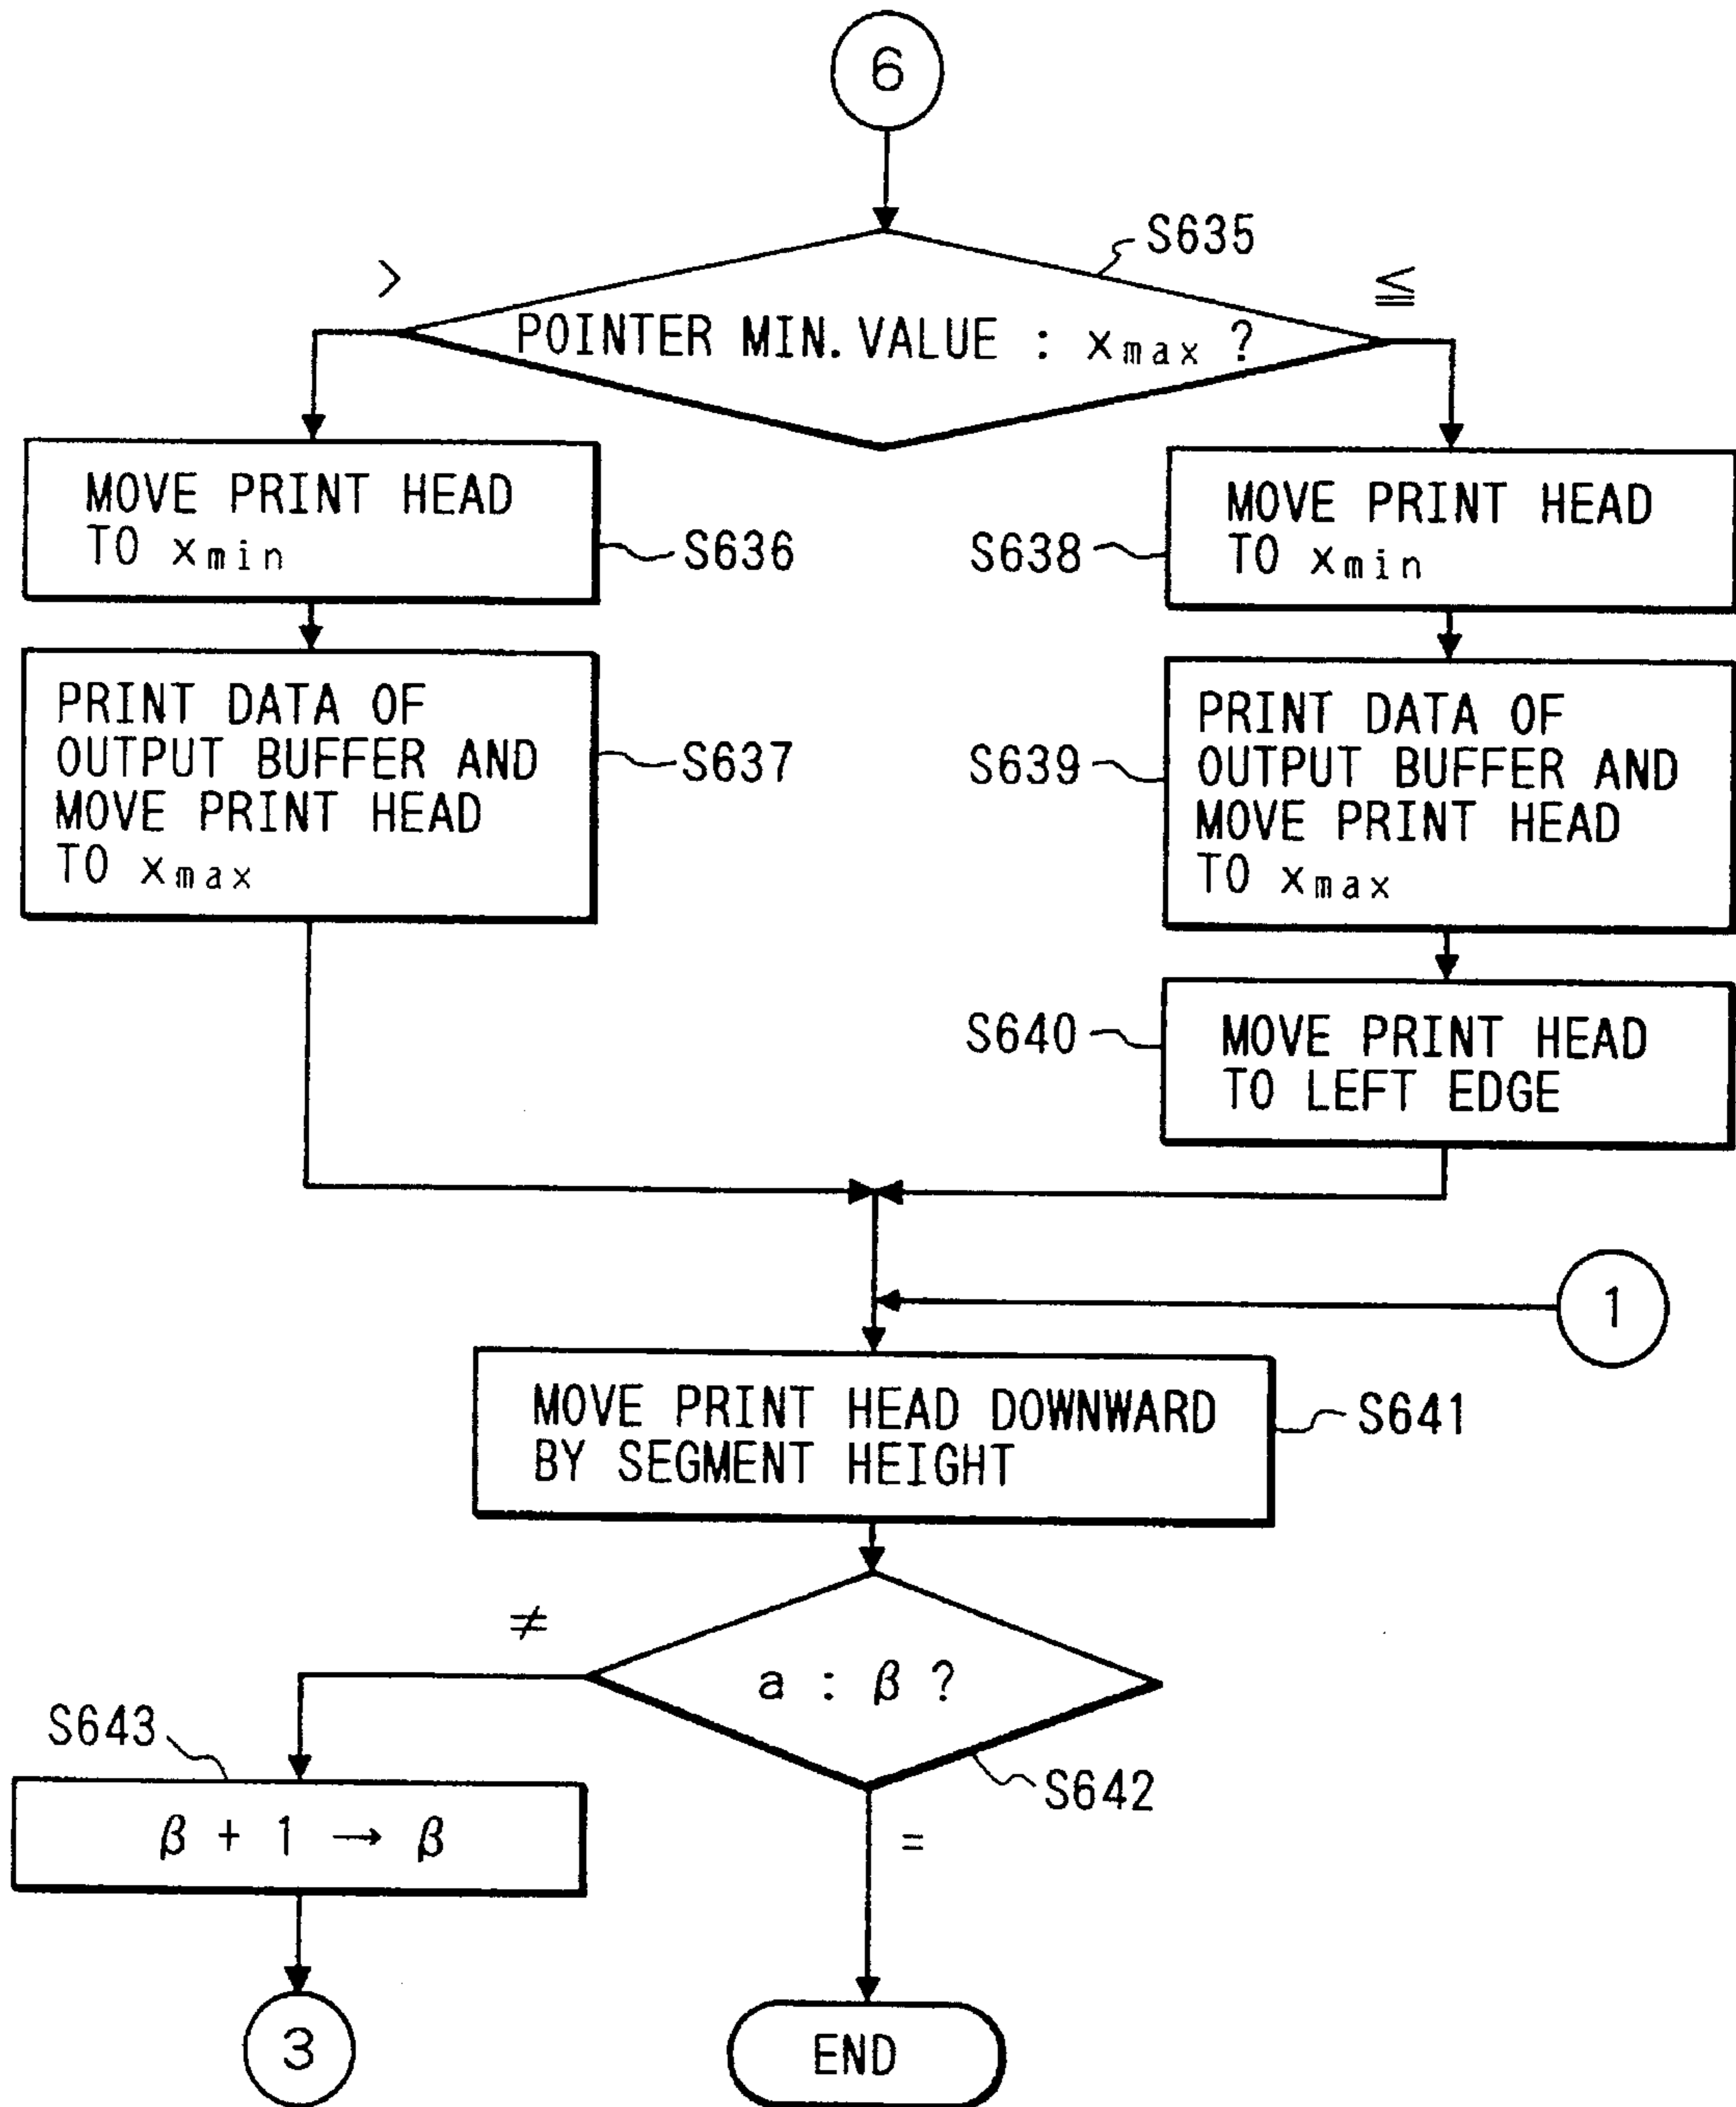 6
S635
>
≦
POINTER MIN. VALUE : xmax ?
MOVE PRINT HEAD
TO xmin
S636
S638
MOVE PRINT HEAD
TO xmin
PRINT DATA OF
OUTPUT BUFFER AND
MOVE PRINT HEAD
TO xmax
S637
S639
PRINT DATA OF
OUTPUT BUFFER AND
MOVE PRINT HEAD
TO xmax
S640
MOVE PRINT HEAD
TO LEFT EDGE
1
MOVE PRINT HEAD DOWNWARD
BY SEGMENT HEIGHT
S641
≠
a : β ?
S643
S642
β + 1 → β
=
3
END